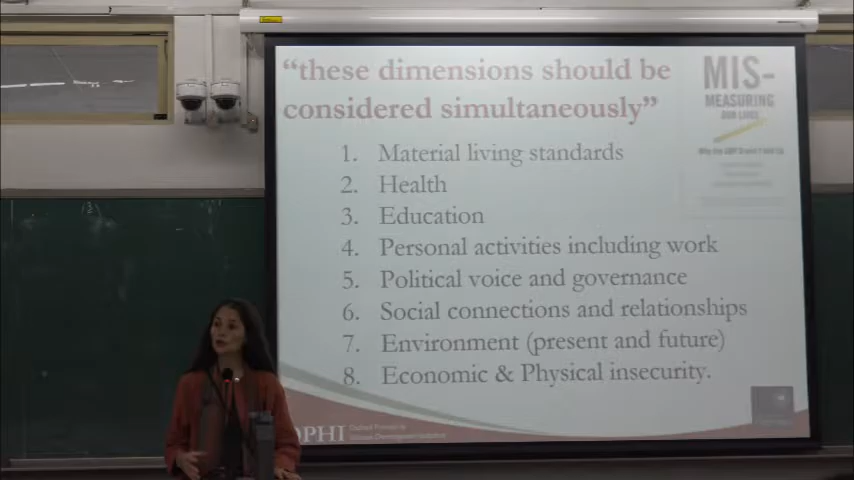 “these dimensions should be
considered simultaneously”
1. Material living standards
2. Health
3. Education
4. Personal activities including work
5. Political voice and governance
6. Social connections and relationships
7. Environment (present and future)
8. Economic & Physical insecurity.
MIS-
MEASURING
OUR LIVES
OPHI